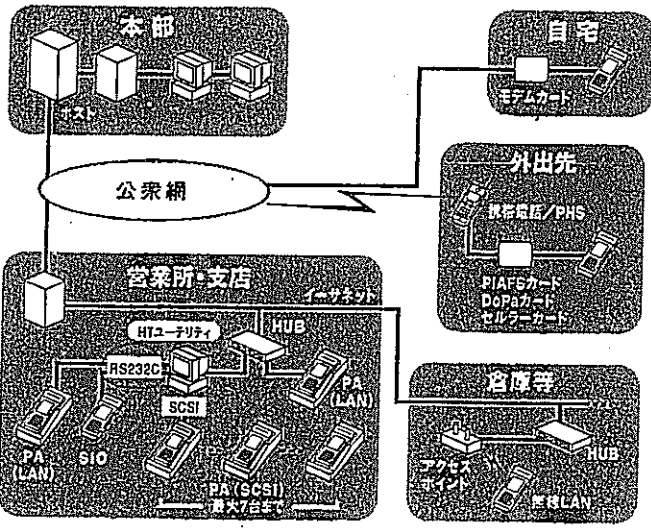 本部
ホスト
自宅
モデムカード
公衆網
外出先
携帯電話/PHS
PIAFSカード
DoPaカード
セルラーカード
営業所・支店
イーサネット
HTユーテリティ
HUB
RS232C
SCSI
PA
(LAN)
PA
(LAN)
SIO
PA(SCSI)
最大7台まで
倉庫等
アクセス
ポイント
HUB
無線LAN